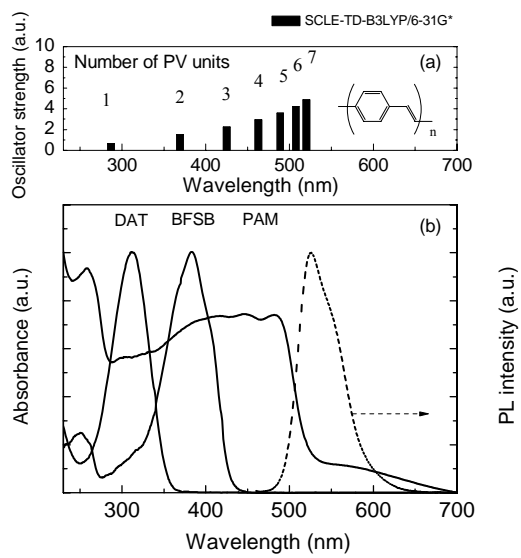 SCLE-TD-B3LYP/6-31G*
Oscillator strength (a.u.)
10
8
6
4
2
0
Number of PV units
(a)
1
2
3
4
5
6
7
n
300
400
500
600
700
Wavelength (nm)
DAT
BFSB
PAM
(b)
Absorbance (a.u.)
PL intensity (a.u.)
300
400
500
600
700
Wavelength (nm)